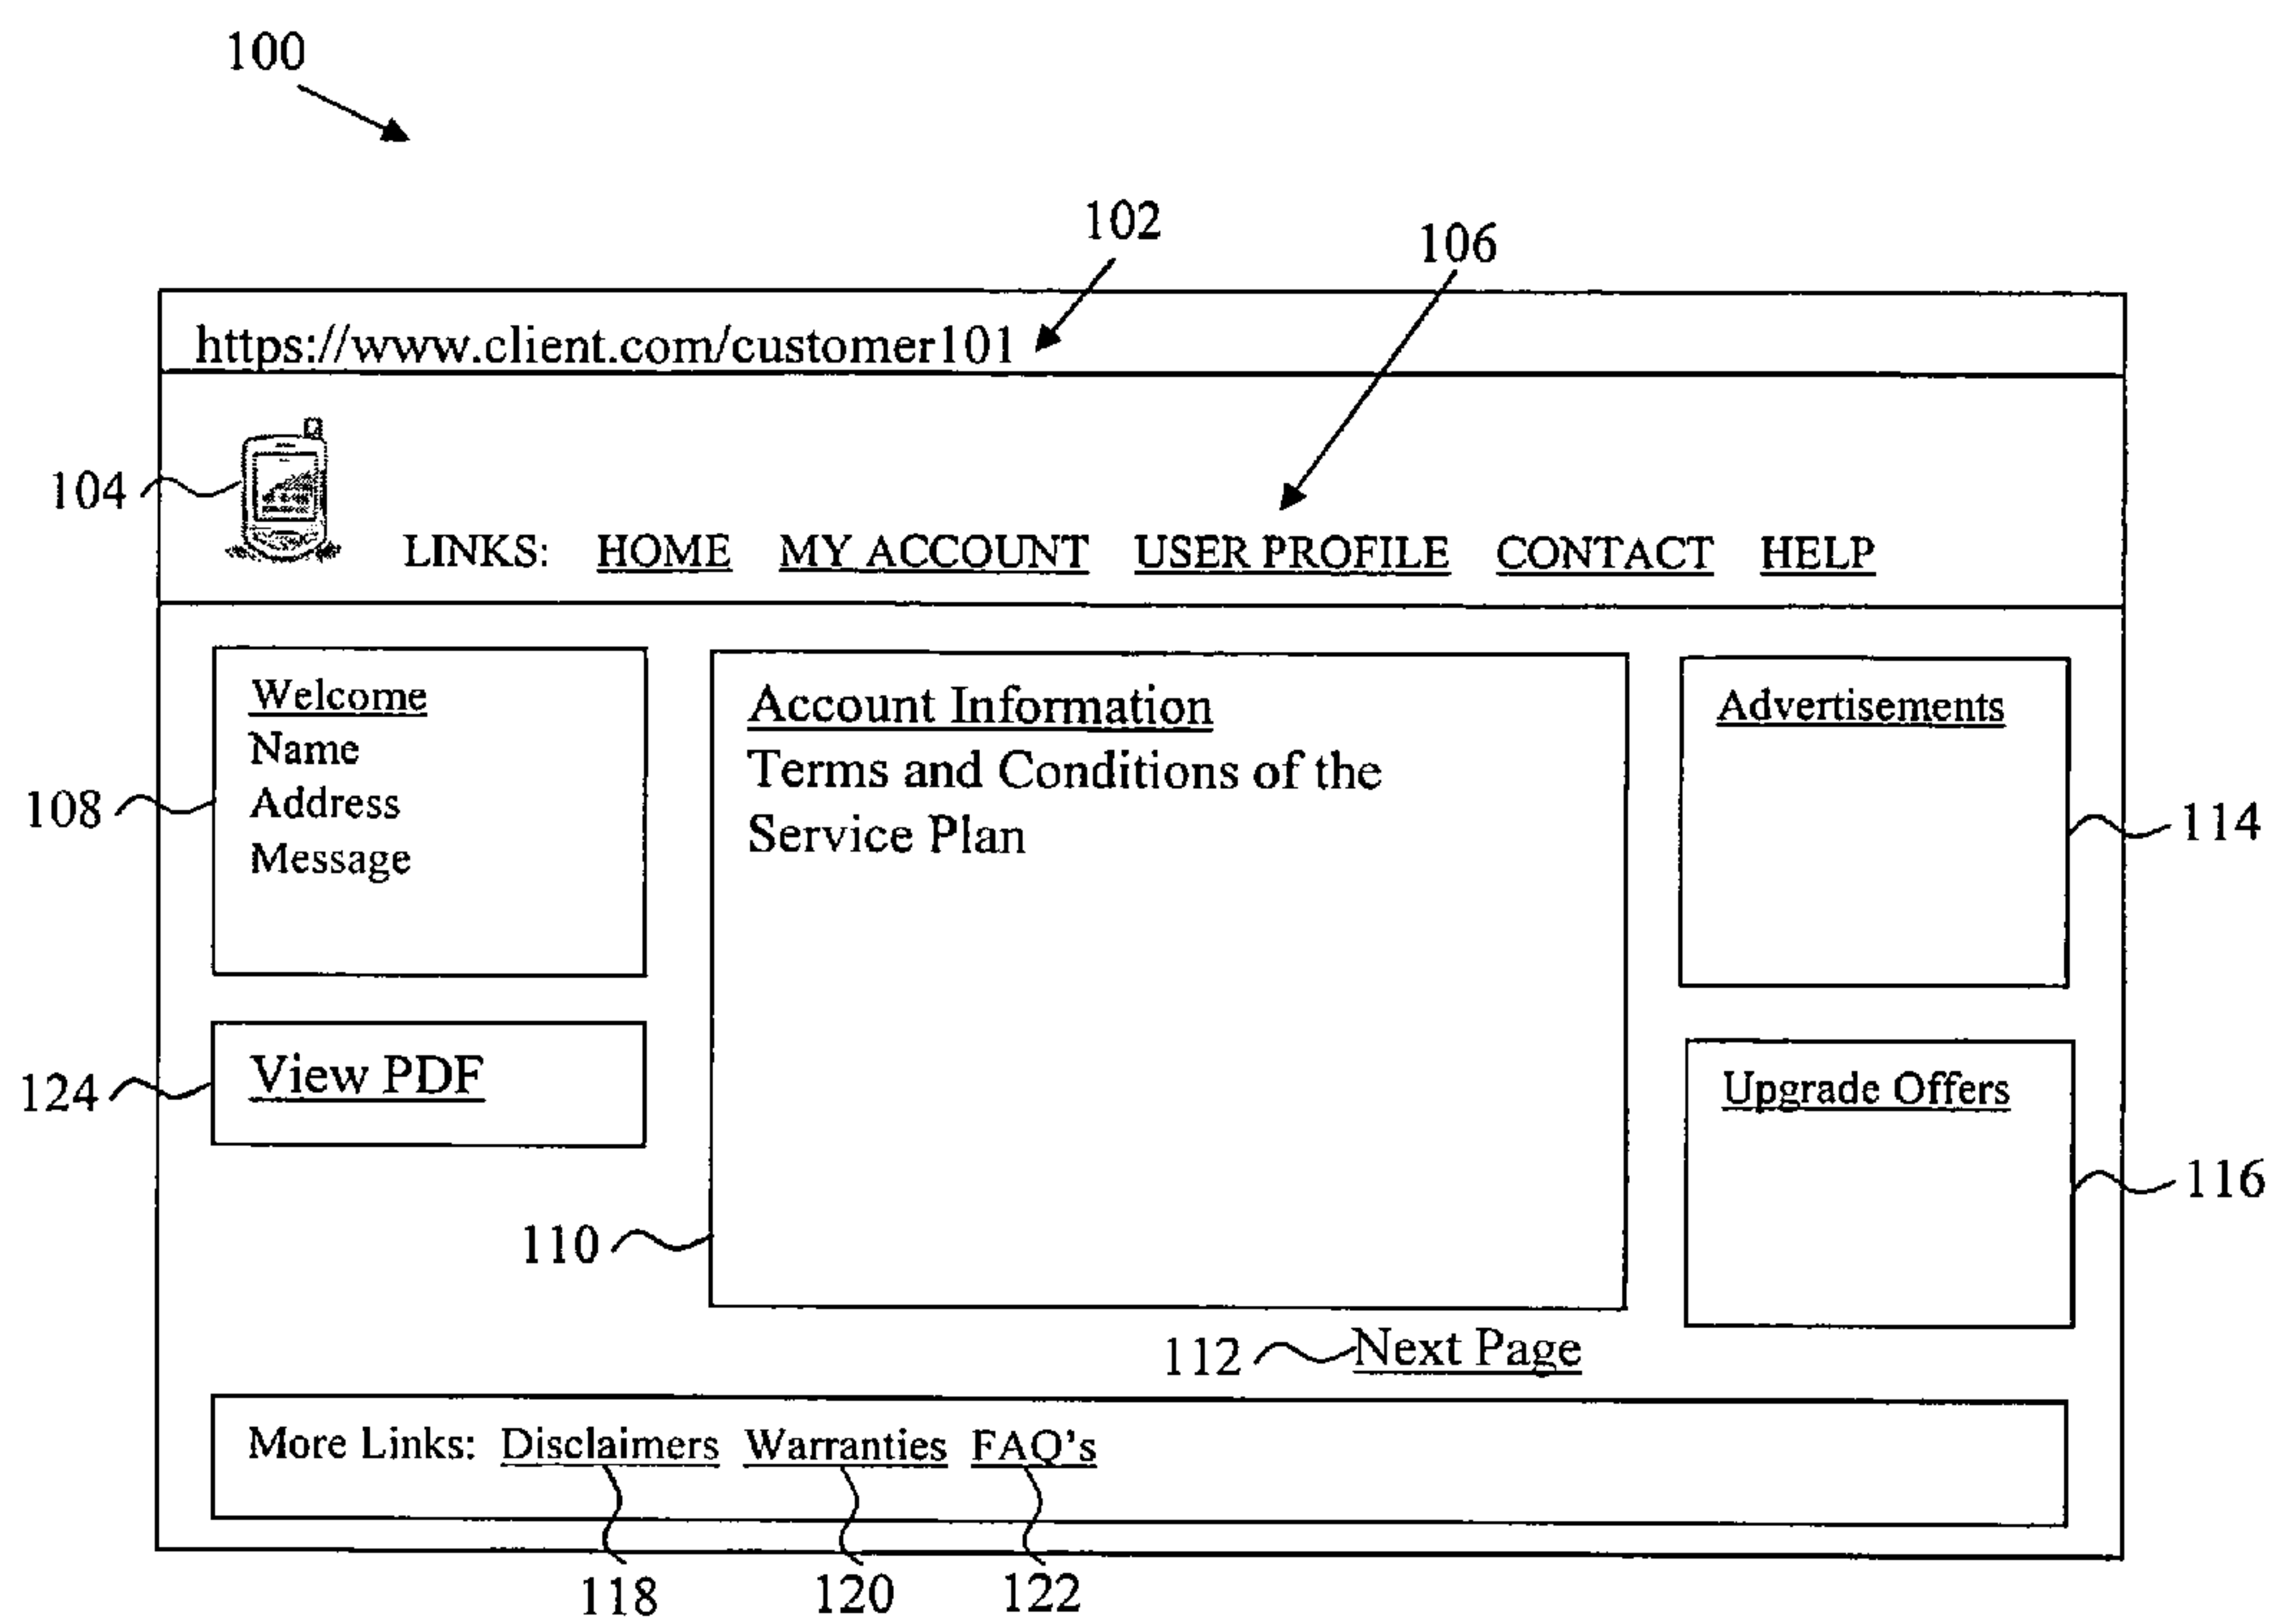 100
102
106
https://www.client.com/customer101
104
LINKS: HOME MY ACCOUNT USER PROFILE CONTACT HELP
Welcome
Name
Address
Message
108
Account Information
Terms and Conditions of the
Service Plan
Advertisements
114
View PDF
124
Upgrade Offers
116
110
112
Next Page
More Links: Disclaimers Warranties FAQ's
118
120
122